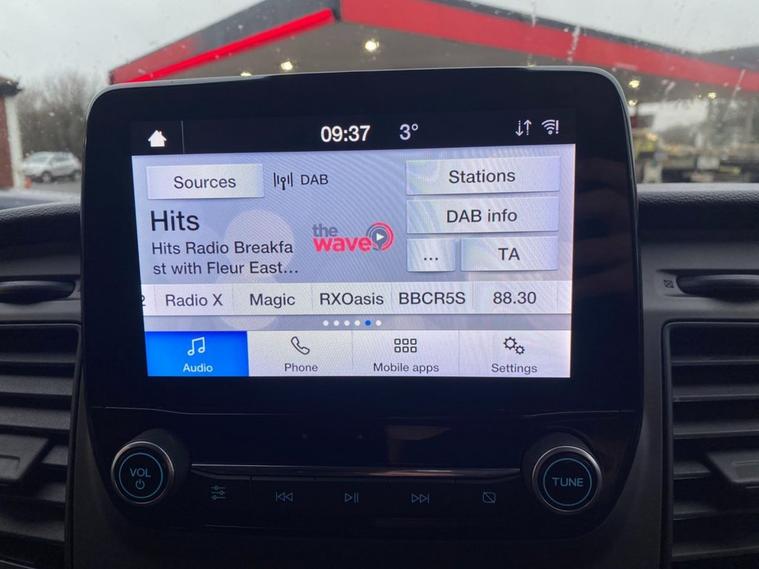 09:37 3°
Sources DAB Stations
DAB info
Hits
the
wave
Hits Radio Breakfa
st with Fleur East...
... TA
2 Radio X Magic RXOasis BBCR5S 88.30
Audio Phone Mobile apps Settings
VOL TUNE